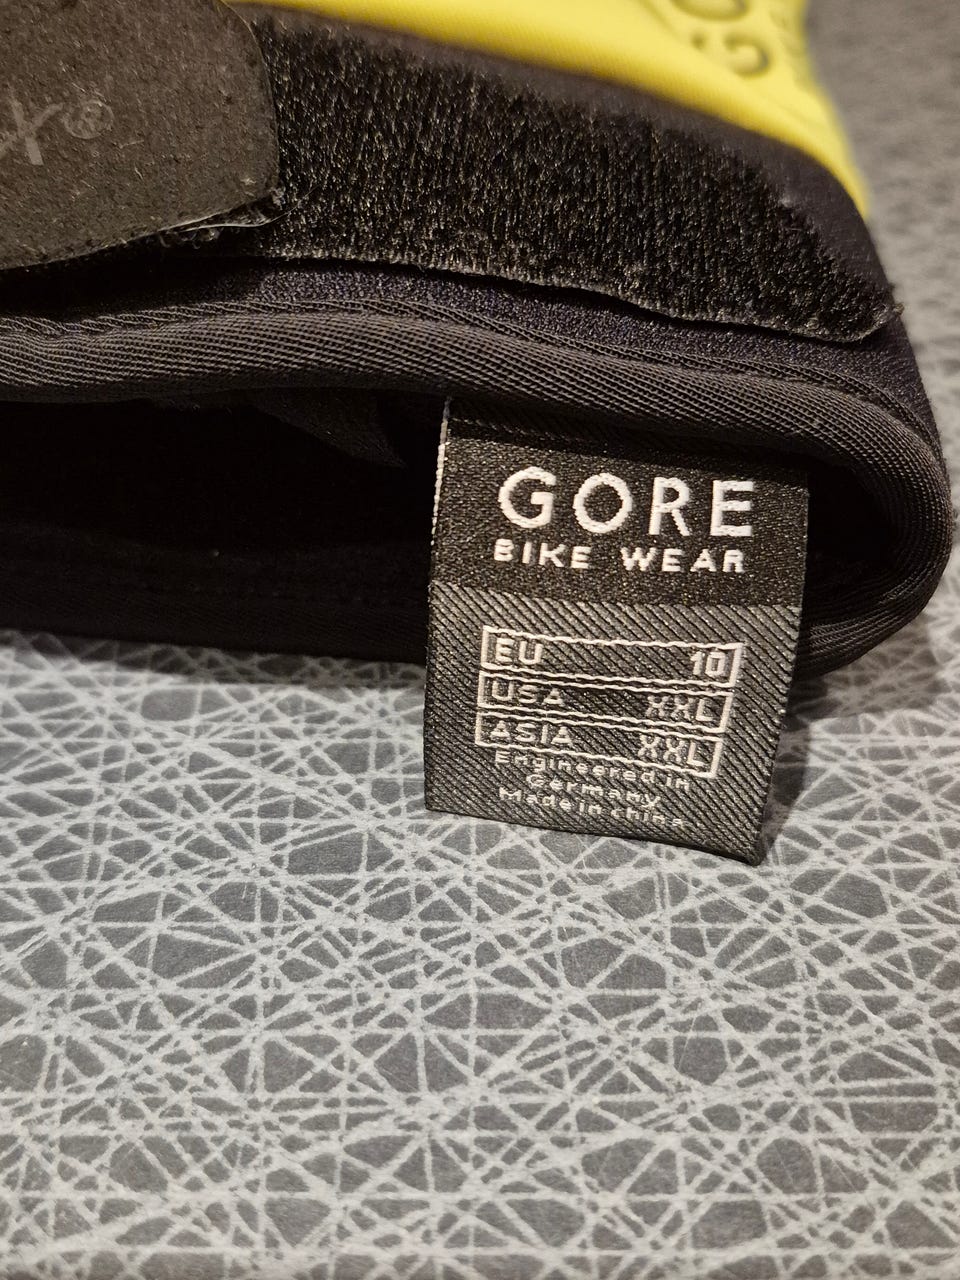 GORE
BIKE WEAR
EU 10
USA XXL
ASIA XXL
Engineered in
Germany
Made in china